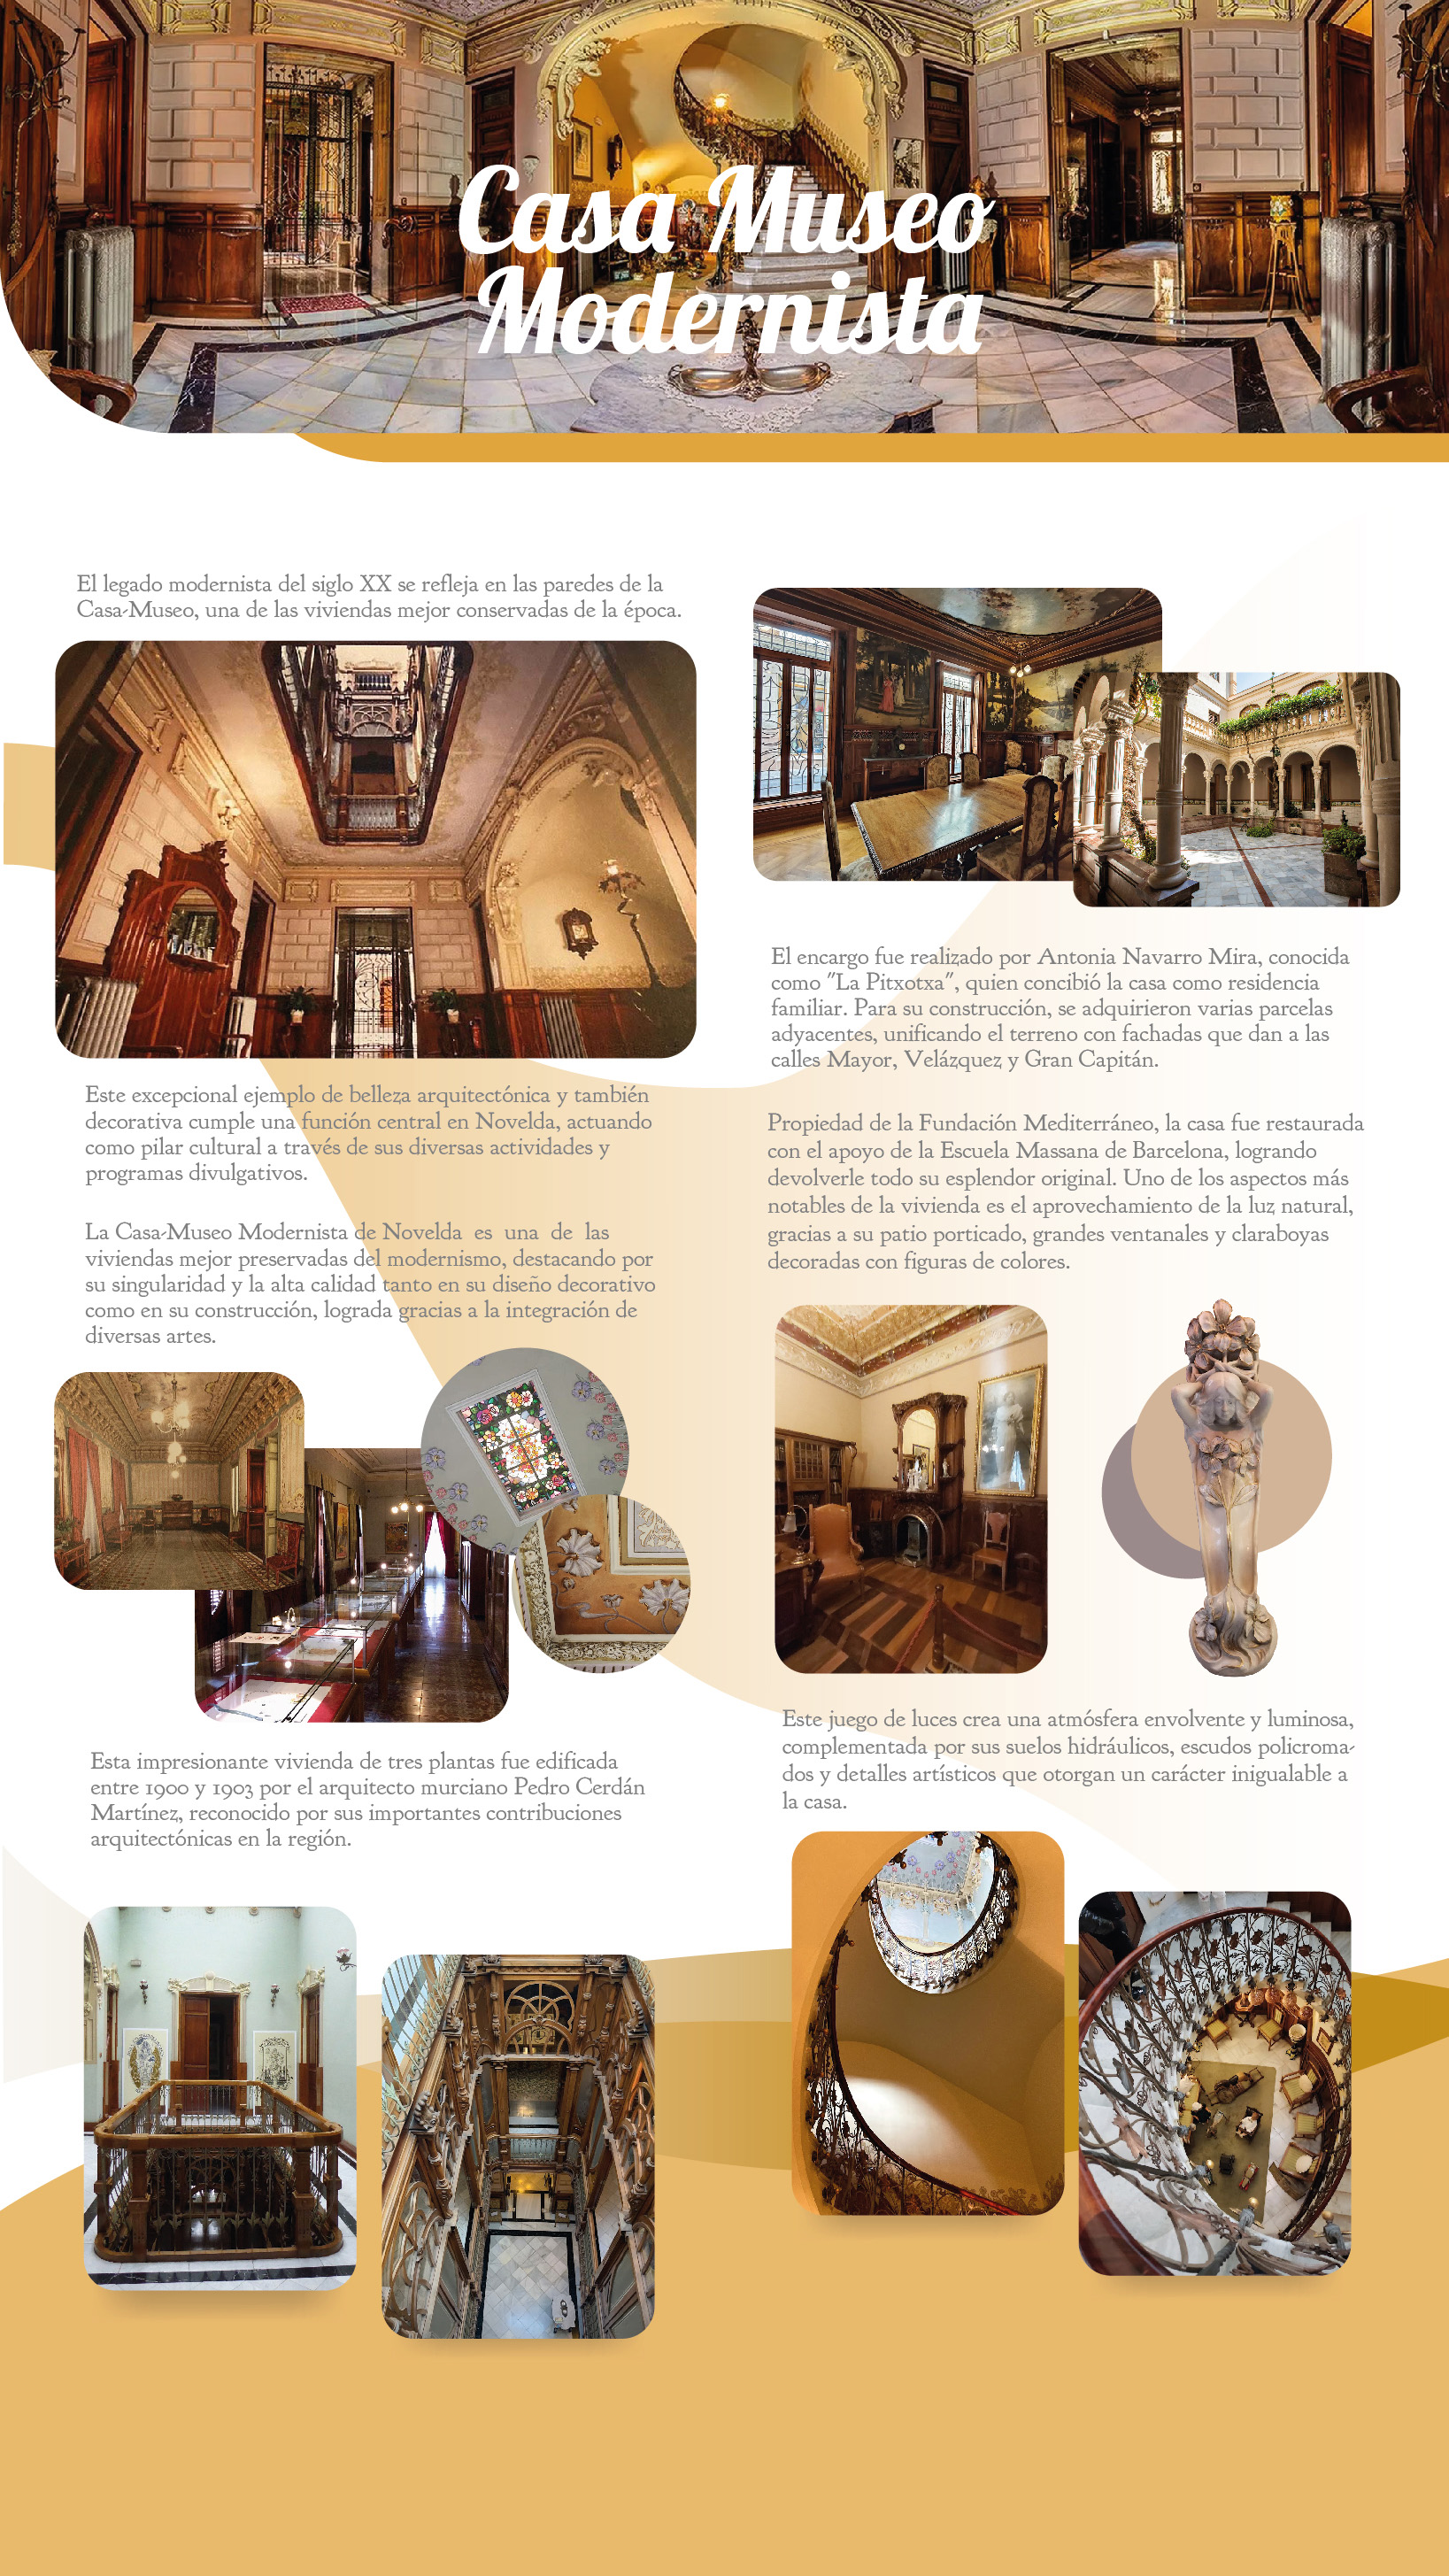 Casa Museo
Modernista
El legado modernista del siglo XX se refleja en las paredes de la
Casa-Museo, una de las viviendas mejor conservadas de la época.
Este excepcional ejemplo de belleza arquitectónica y también
decorativa cumple una función central en Novelda, actuando
como pilar cultural a través de sus diversas actividades y
programas divulgativos.
La Casa-Museo Modernista de Novelda es una de las
viviendas mejor preservadas del modernismo, destacando por
su singularidad y la alta calidad tanto en su diseño decorativo
como en su construcción, lograda gracias a la integración de
diversas artes.
Esta impresionante vivienda de tres plantas fue edificada
entre 1900 y 1903 por el arquitecto murciano Pedro Cerdán
Martínez, reconocido por sus importantes contribuciones
arquitectónicas en la región.
El encargo fue realizado por Antonia Navarro Mira, conocida
como "La Pitxotxa", quien concibió la casa como residencia
familiar. Para su construcción, se adquirieron varias parcelas
adyacentes, unificando el terreno con fachadas que dan a las
calles Mayor, Velázquez y Gran Capitán.
Propiedad de la Fundación Mediterráneo, la casa fue restaurada
con el apoyo de la Escuela Massana de Barcelona, logrando
devolverle todo su esplendor original. Uno de los aspectos más
notables de la vivienda es el aprovechamiento de la luz natural,
gracias a su patio porticado, grandes ventanales y claraboyas
decoradas con figuras de colores.
Este juego de luces crea una atmósfera envolvente y luminosa,
complementada por sus suelos hidráulicos, escudos policroma-
dos y detalles artísticos que otorgan un carácter inigualable a
la casa.